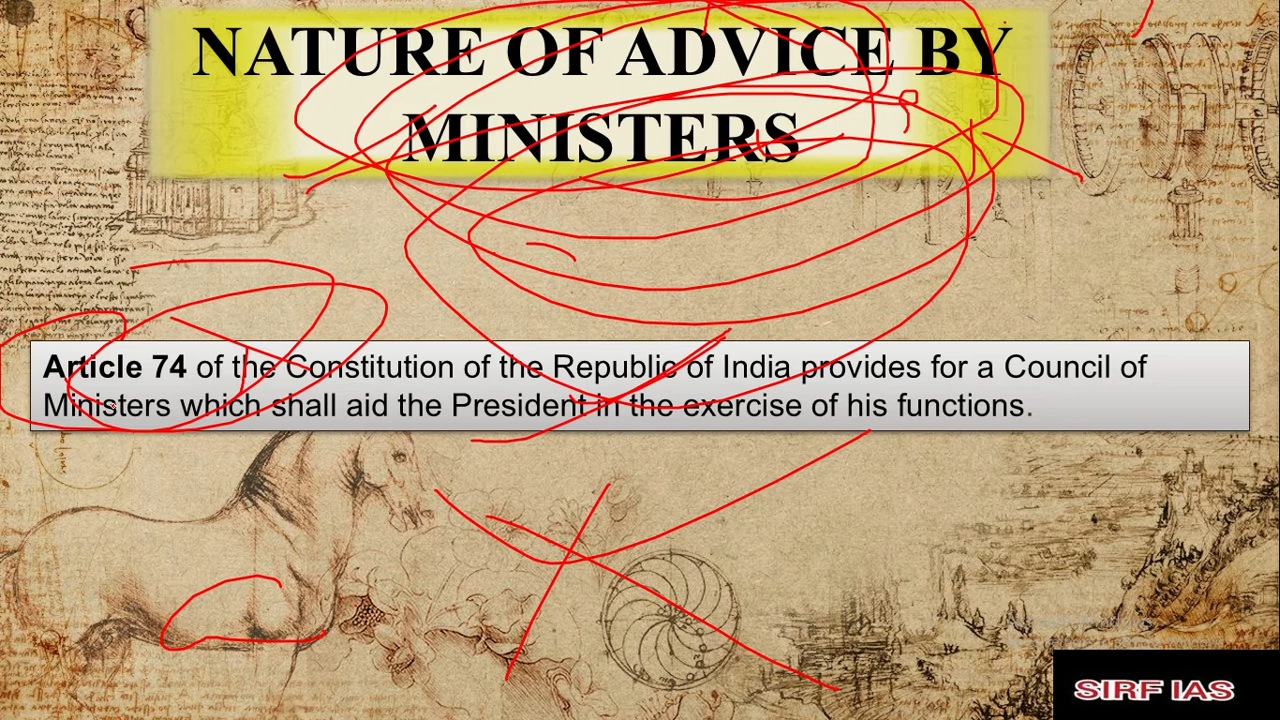 NATURE OF ADVICE BY
MINISTERS
Article 74 of the Constitution of the Republic of India provides for a Council of
Ministers which shall aid the President in the exercise of his functions.
SIRF IAS